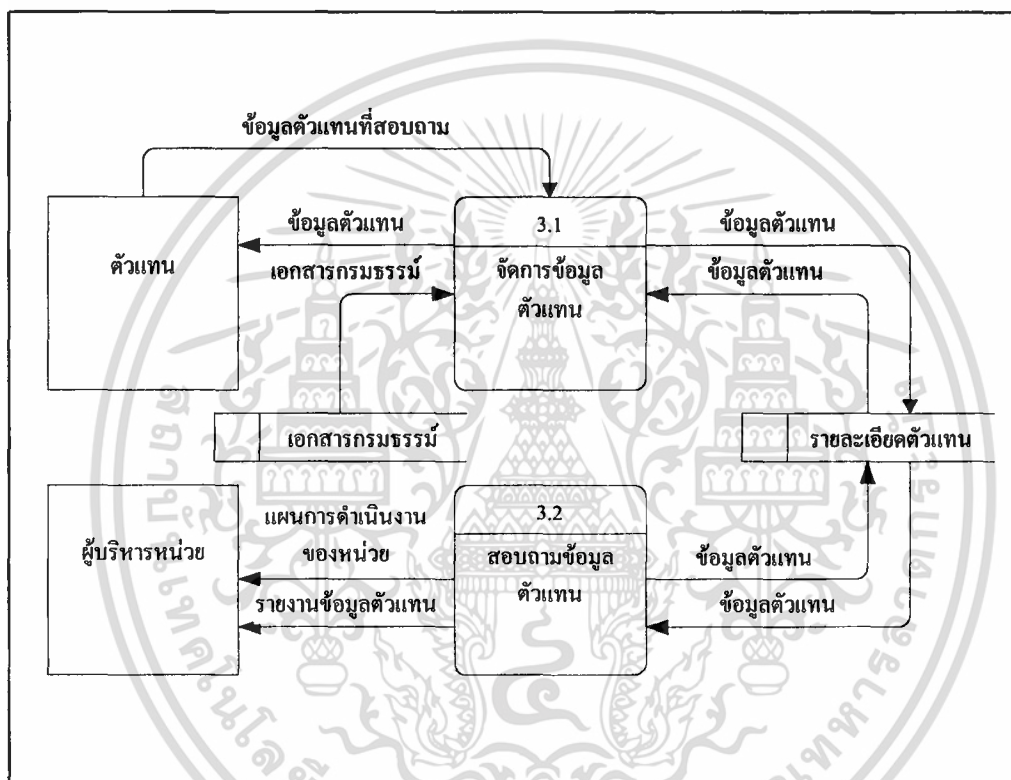 ข้อมูลตัวแทนที่สอบถาม
3.1
ข้อมูลตัวแทน
ข้อมูลตัวแทน
ตัวแทน
เอกสารกรมธรรม์
จัดการข้อมูล
ตัวแทน
ข้อมูลตัวแทน
เอกสารกรมธรรม์
รายละเอียดตัวแทน
3.2
แผนการดำเนินงาน
ของหน่วย
ผู้บริหารหน่วย
สอบถามข้อมูล
ตัวแทน
ข้อมูลตัวแทน
รายงานข้อมูลตัวแทน
ข้อมูลตัวแทน